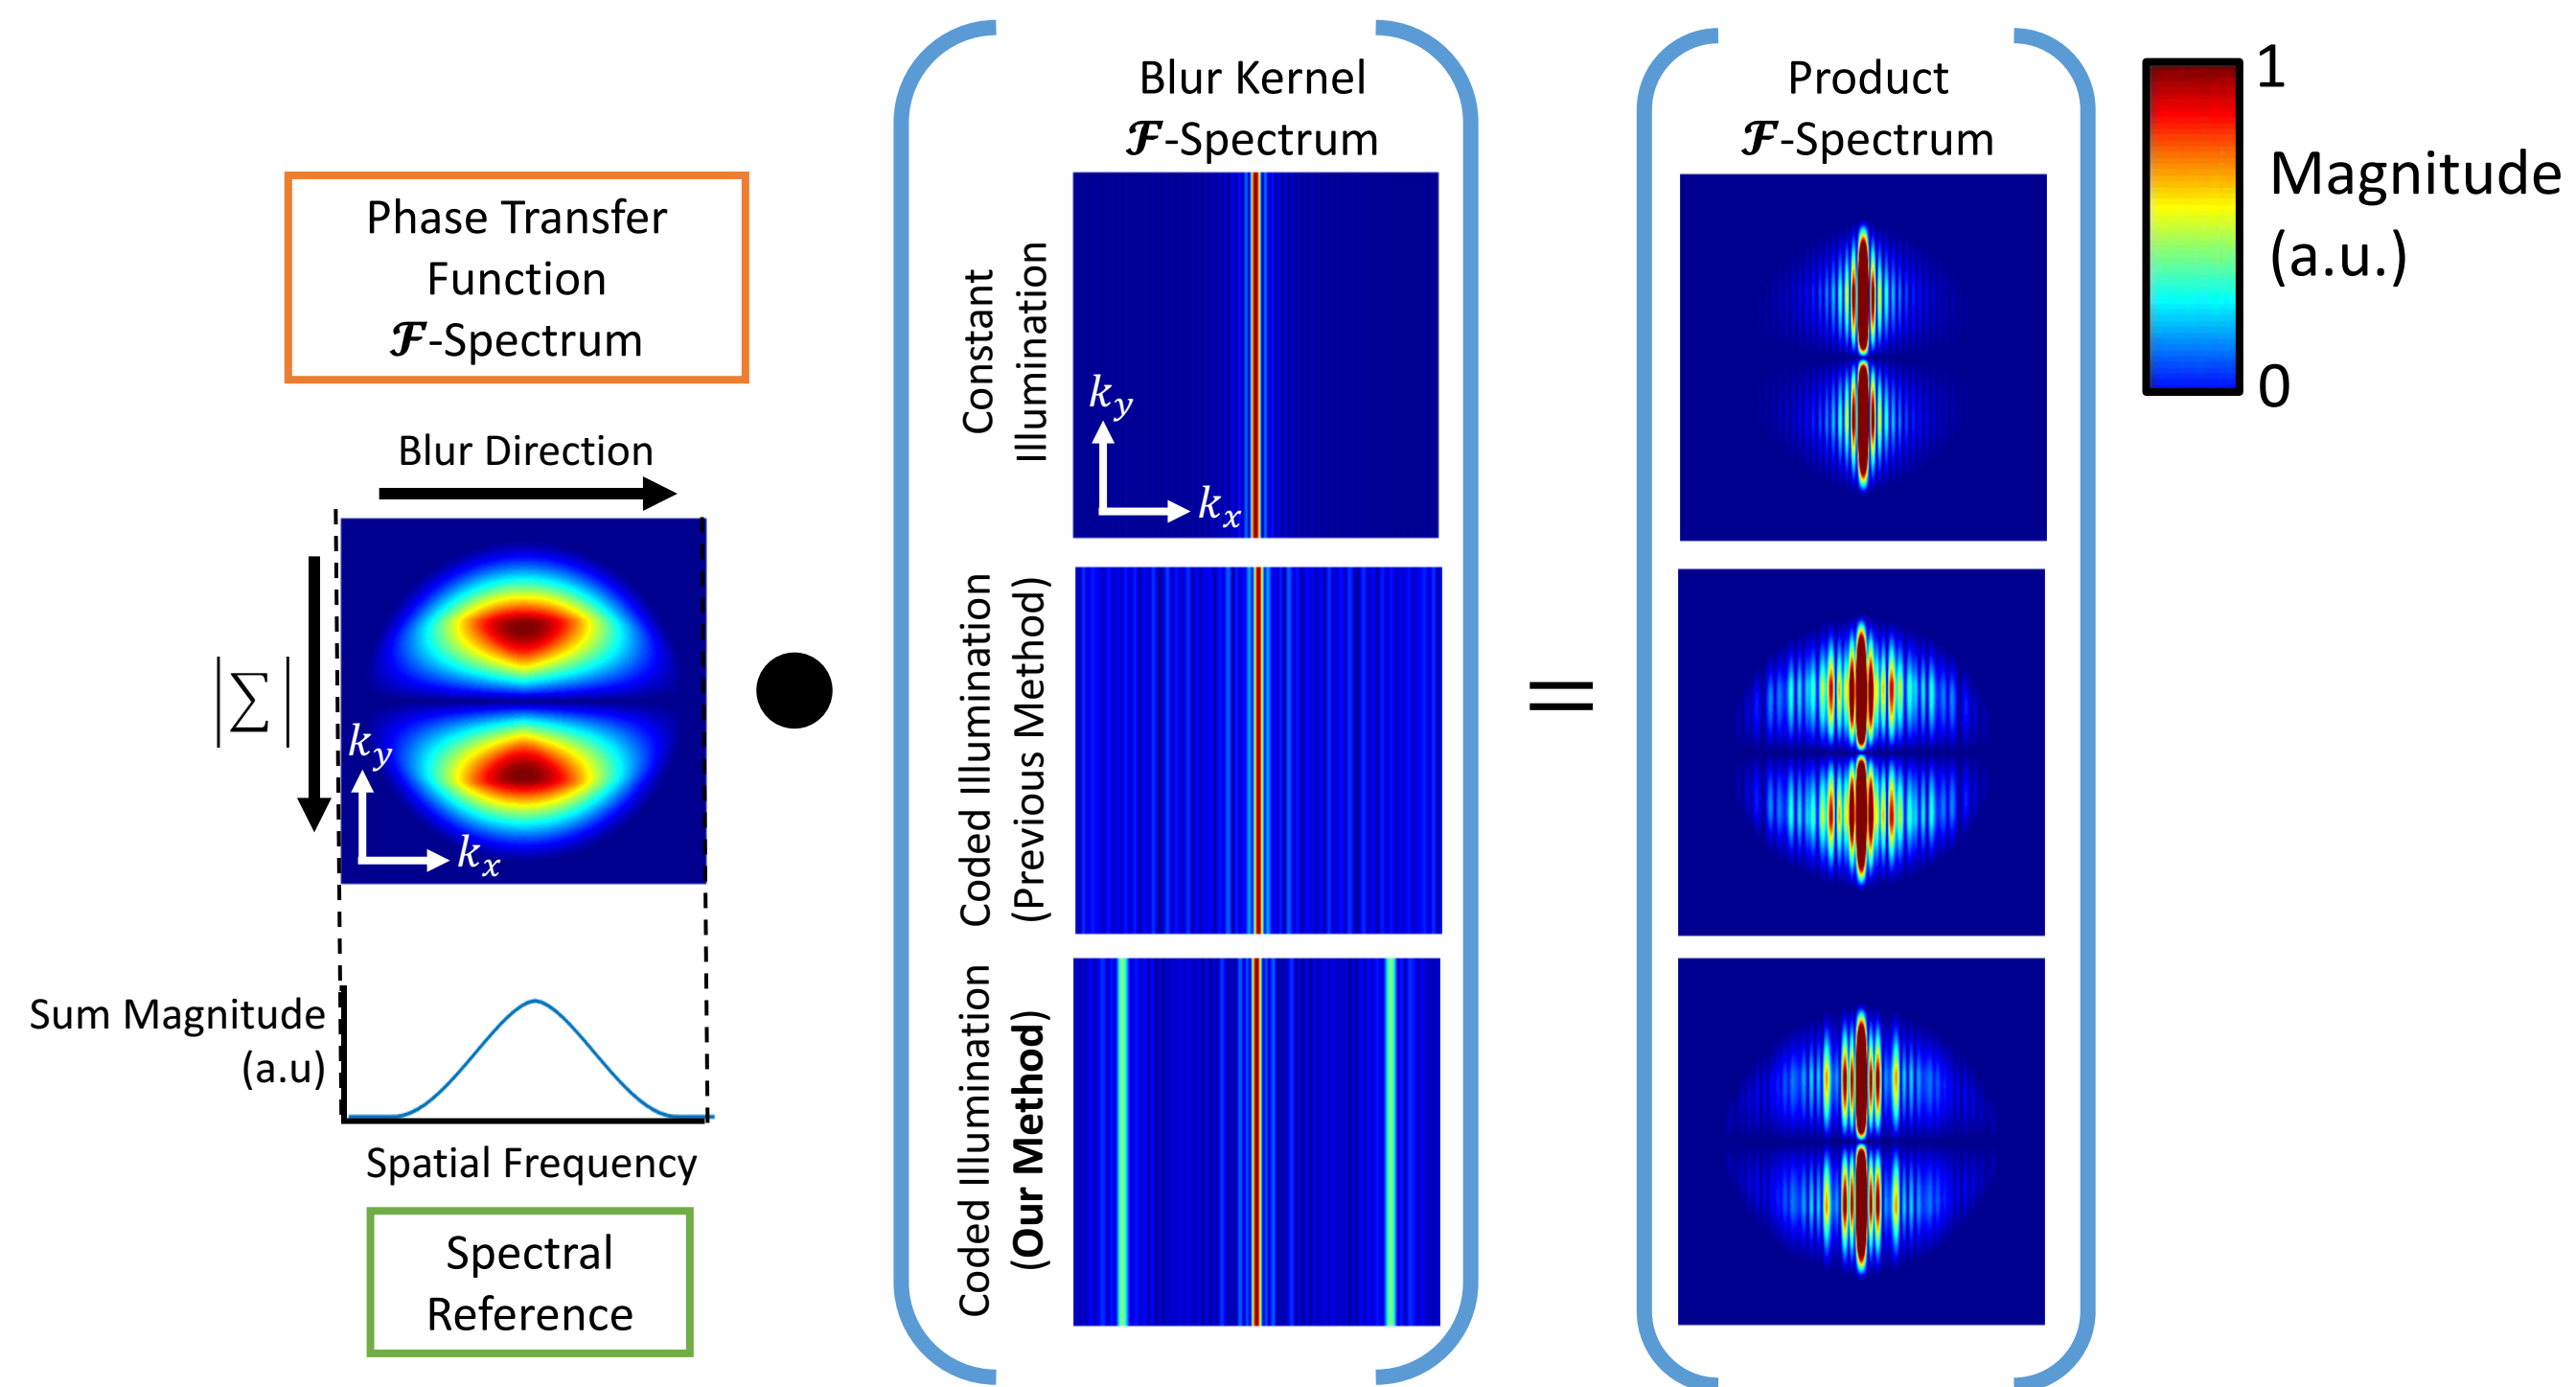 Phase Transfer
Function
𝓕-Spectrum
Blur Direction
|∑|
k_y
k_x
Sum Magnitude
(a.u)
Spatial Frequency
Spectral
Reference
Blur Kernel
𝓕-Spectrum
Constant
Illumination
k_y
k_x
Coded Illumination
(Previous Method)
Coded Illumination
(Our Method)
=
Product
𝓕-Spectrum
1
Magnitude
(a.u.)
0